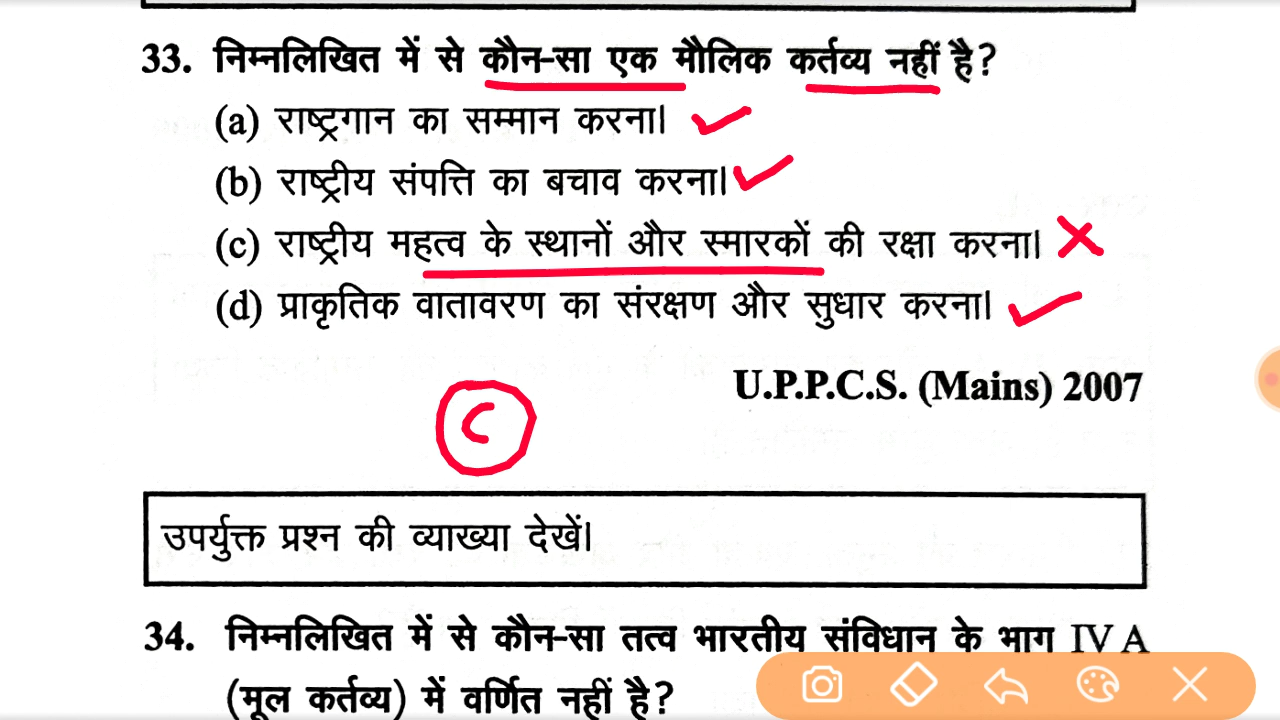 33. निम्नलिखित में से कौन-सा एक मौलिक कर्तव्य नहीं है?
(a) राष्ट्रगान का सम्मान करना।
(b) राष्ट्रीय संपत्ति का बचाव करना।
(c) राष्ट्रीय महत्व के स्थानों और स्मारकों की रक्षा करना।
(d) प्राकृतिक वातावरण का संरक्षण और सुधार करना।
U.P.P.C.S. (Mains) 2007
C
उपर्युक्त प्रश्न की व्याख्या देखें।
34. निम्नलिखित में से कौन-सा तत्व भारतीय संविधान के भाग IV A
(मूल कर्तव्य) में वर्णित नहीं है?